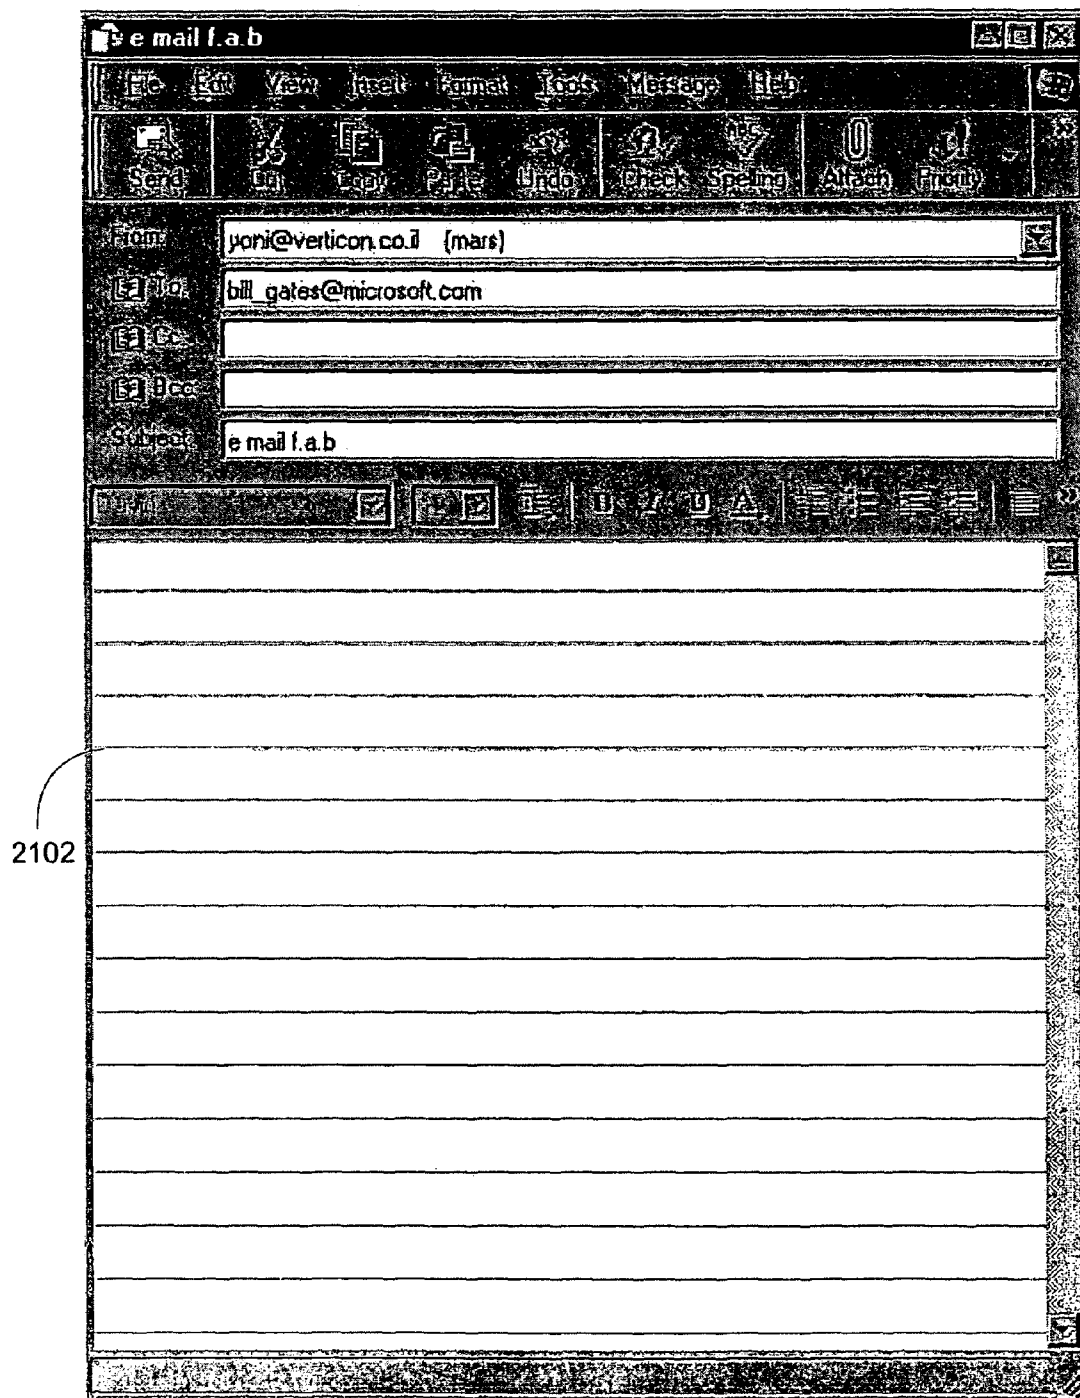 e mail f.a.b
File Edit View Insert Format Tools Message Help
Send Cut Copy Paste Undo Check Spelling Attach Priority
From: yoni@verticon.co.il (mars)
To: bill_gates@microsoft.com
Cc:
Bcc:
Subject: e mail f.a.b
2102